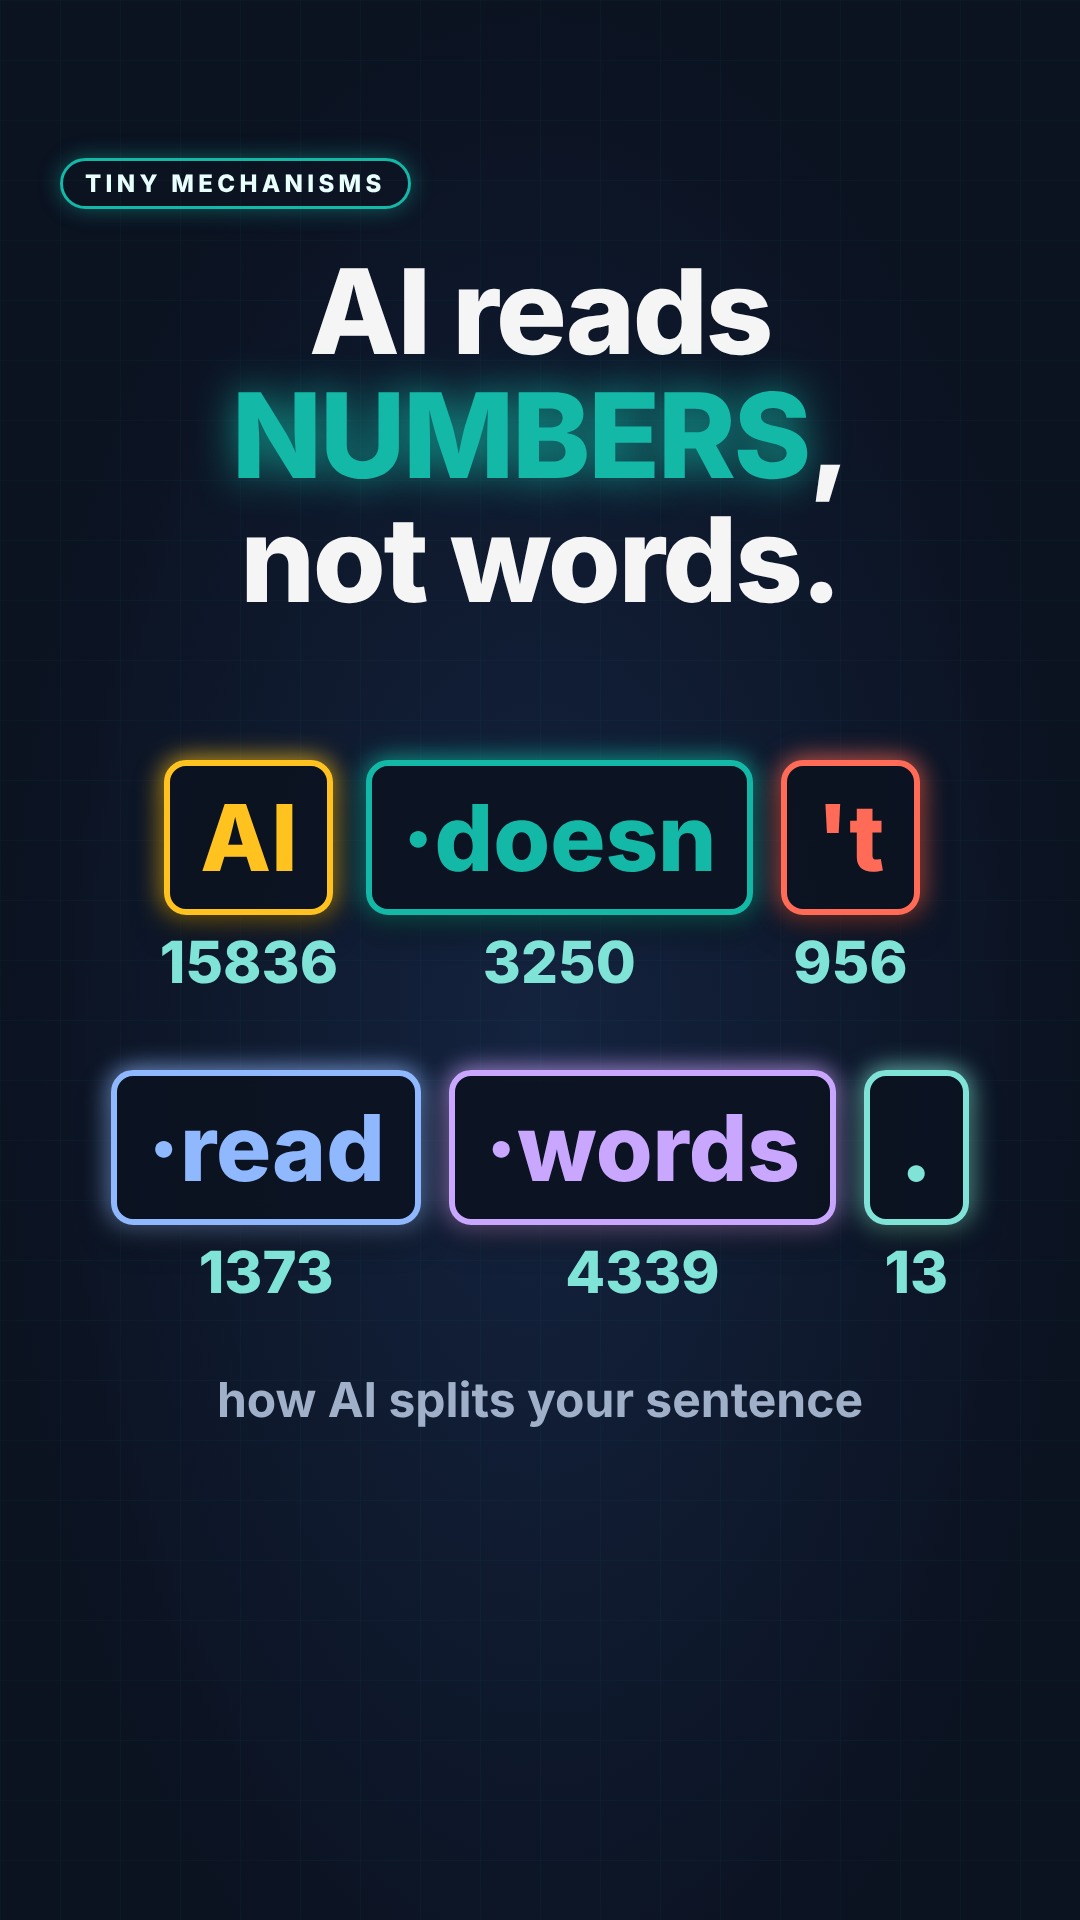 TINY MECHANISMS
AI reads
NUMBERS,
not words.
AI ·doesn 't
15836 3250 956
·read ·words .
1373 4339 13
how AI splits your sentence